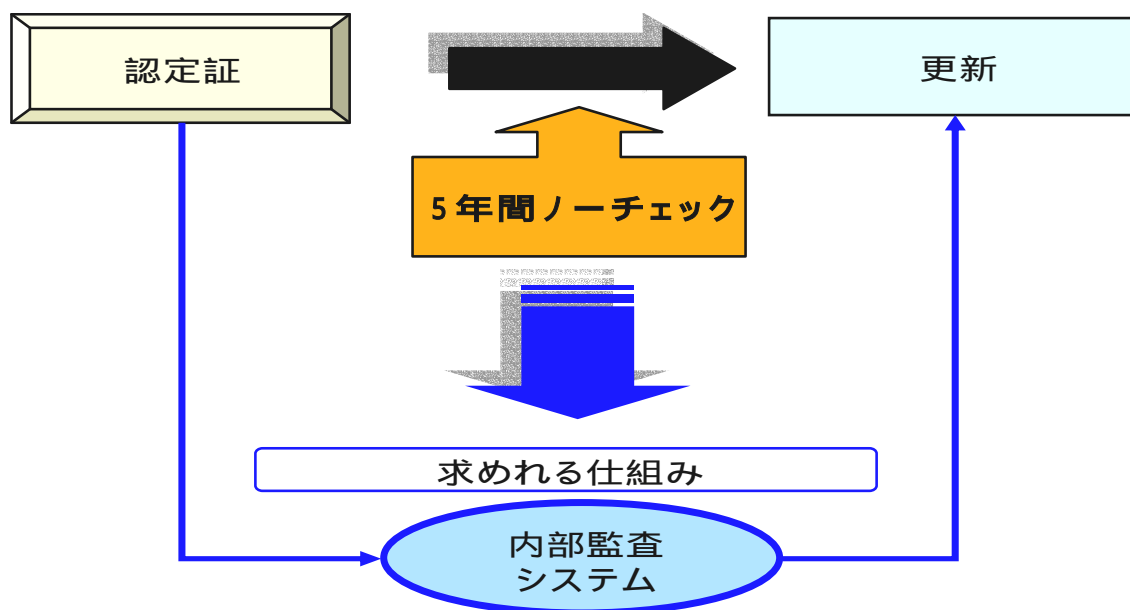 認定証
更新
5年間ノーチェック
求めれる仕組み
内部監査
システム